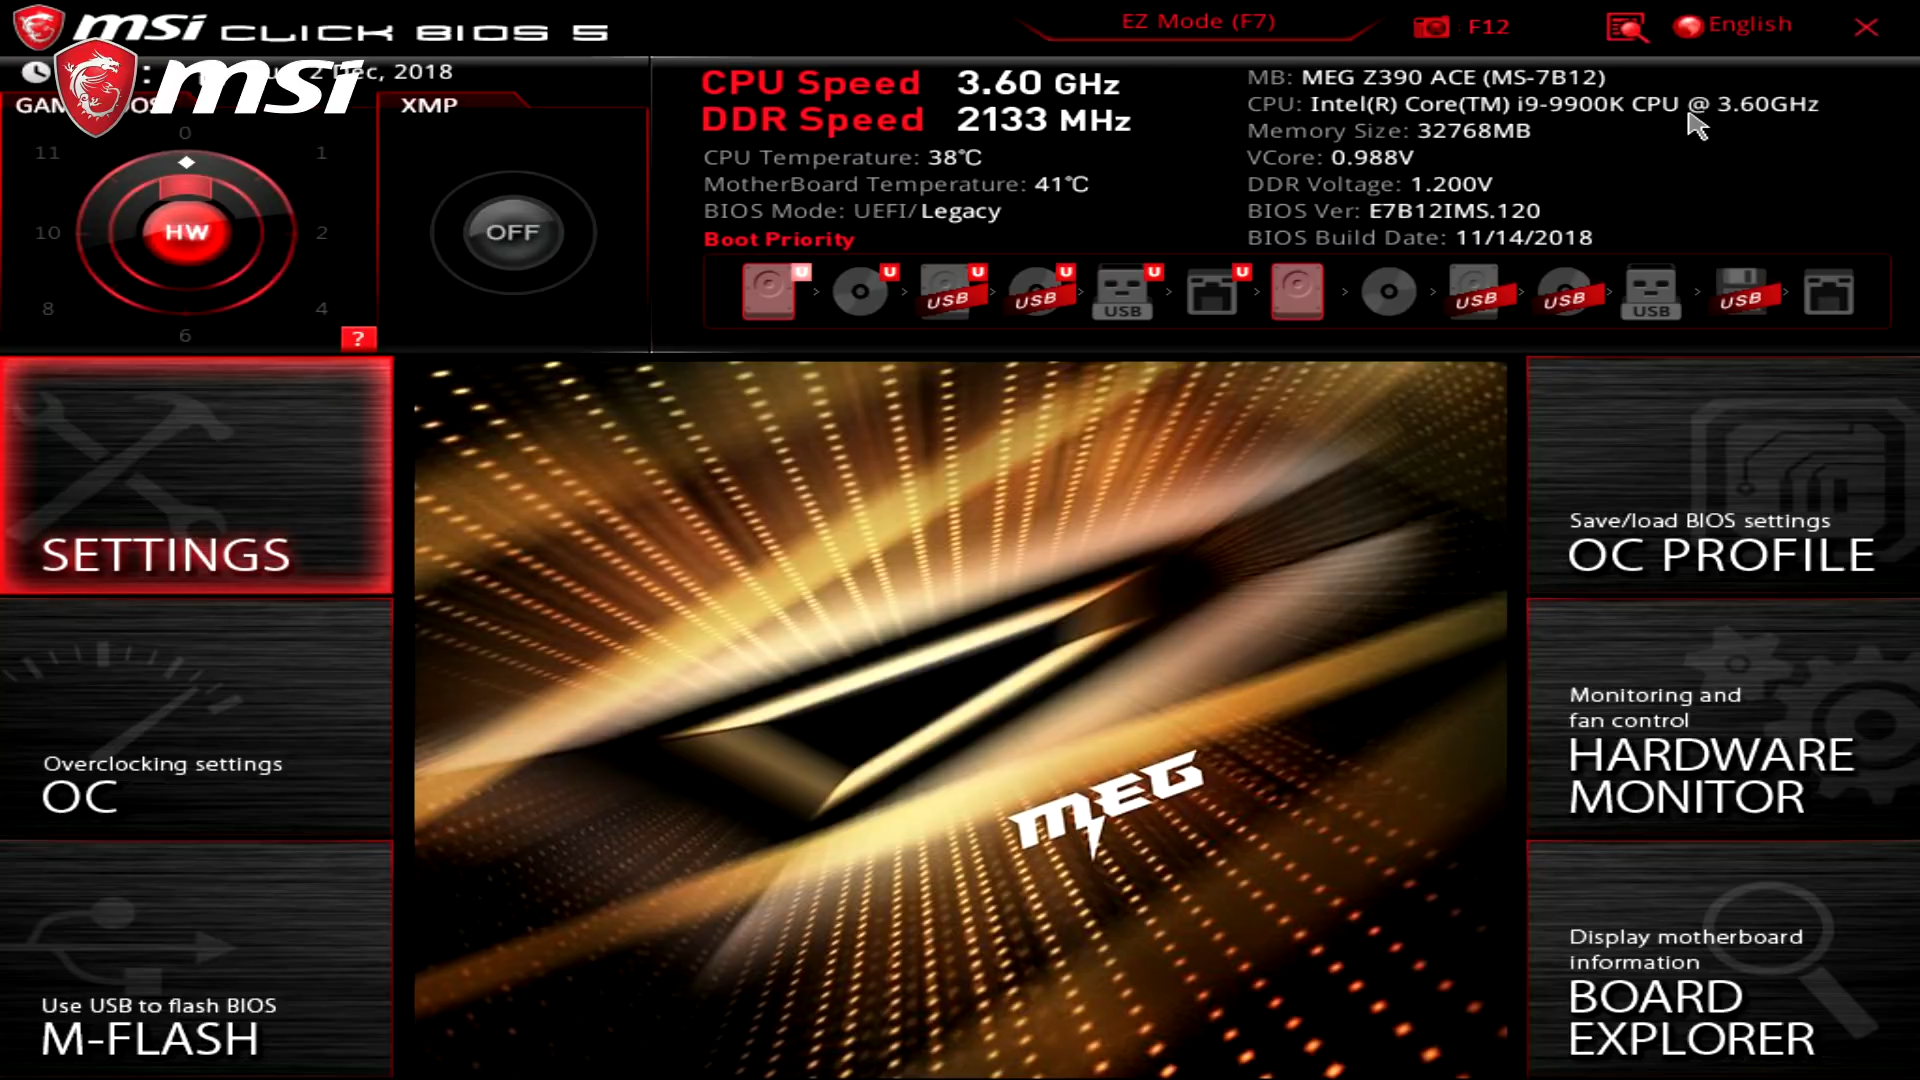 msi CLICK BIOS 5
EZ Mode (F7)
F12
English
msi
2 Dec, 2018
XMP
0
11
1
10
HW
2
8
4
6
?
OFF
CPU Speed 3.60 GHz
DDR Speed 2133 MHz
CPU Temperature: 38°C
MotherBoard Temperature: 41°C
BIOS Mode: UEFI/Legacy
Boot Priority
MB: MEG Z390 ACE (MS-7B12)
CPU: Intel(R) Core(TM) i9-9900K CPU @ 3.60GHz
Memory Size: 32768MB
VCore: 0.988V
DDR Voltage: 1.200V
BIOS Ver: E7B12IMS.120
BIOS Build Date: 11/14/2018
U U U U U U
USB USB USB USB USB USB USB
SETTINGS
Overclocking settings
OC
Use USB to flash BIOS
M-FLASH
MEG
Save/load BIOS settings
OC PROFILE
Monitoring and
fan control
HARDWARE
MONITOR
Display motherboard
information
BOARD
EXPLORER